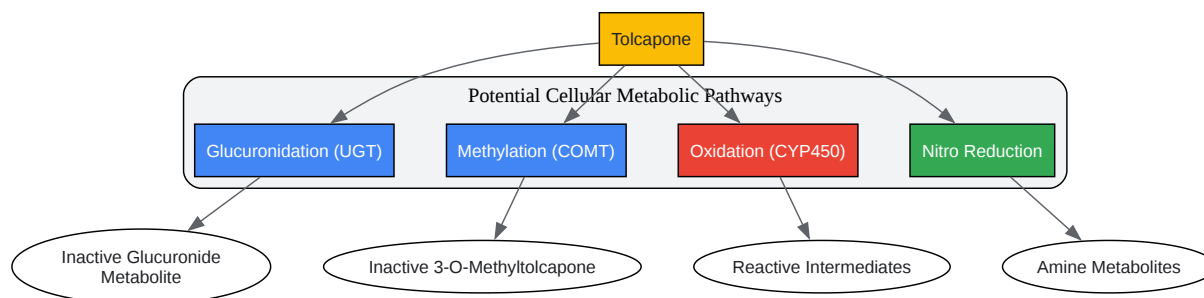 Tolcapone
Potential Cellular Metabolic Pathways
Glucuronidation (UGT)
Methylation (COMT)
Oxidation (CYP450)
Nitro Reduction
Inactive Glucuronide
Metabolite
Inactive 3-O-Methyltolcapone
Reactive Intermediates
Amine Metabolites